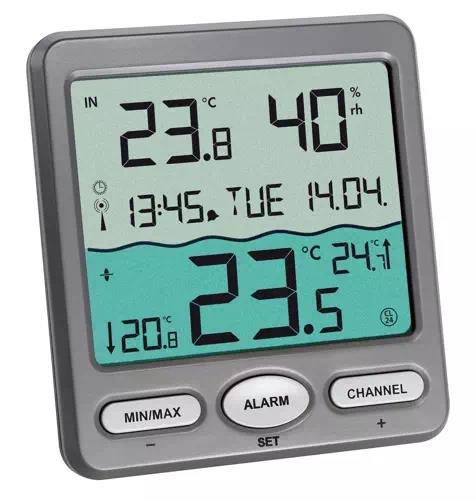 IN 23.8 °C 40 % rh
13:45 TUE 14.04.
23.5 °C 24.7 °C
20.8
CL 24
MIN/MAX ALARM CHANNEL
− SET +